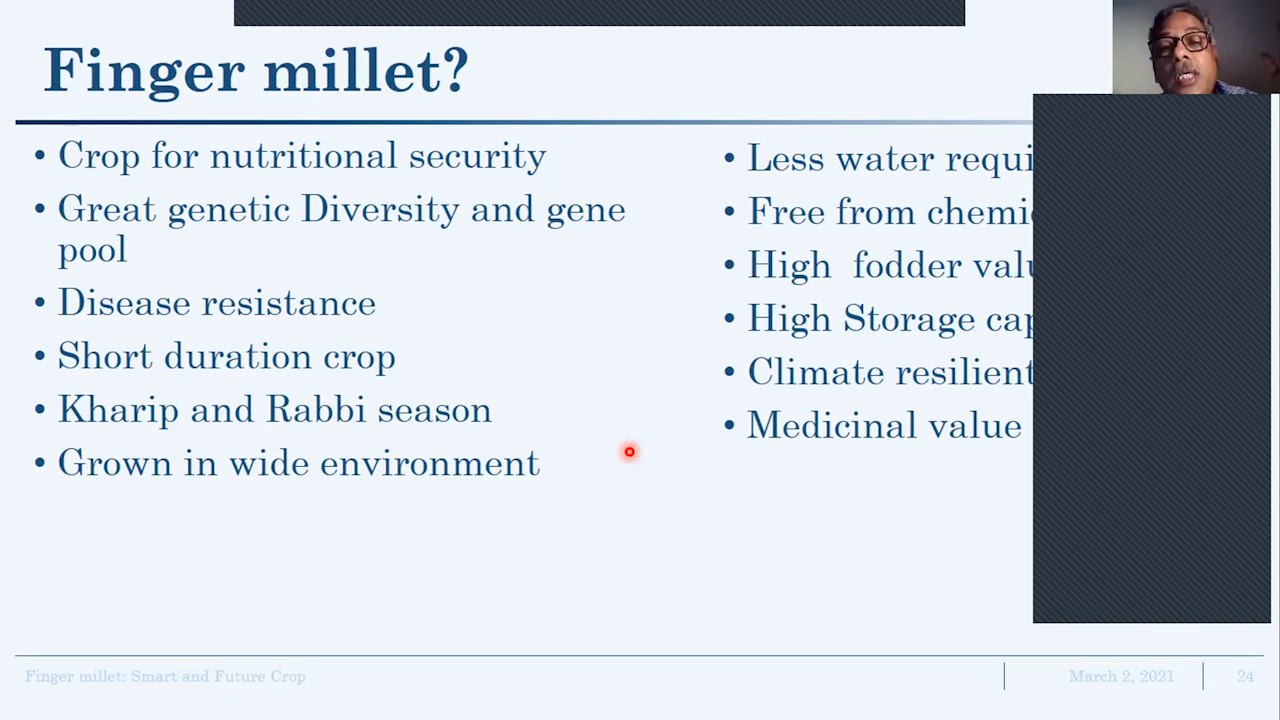 Finger millet?
• Crop for nutritional security
• Great genetic Diversity and gene
pool
• Disease resistance
• Short duration crop
• Kharip and Rabbi season
• Grown in wide environment
• Less water
• Free from
• High fodder
• High Storage
• Climate resilient
• Medicinal value
Finger millet: Smart and Future Crop
March 2, 2021
24